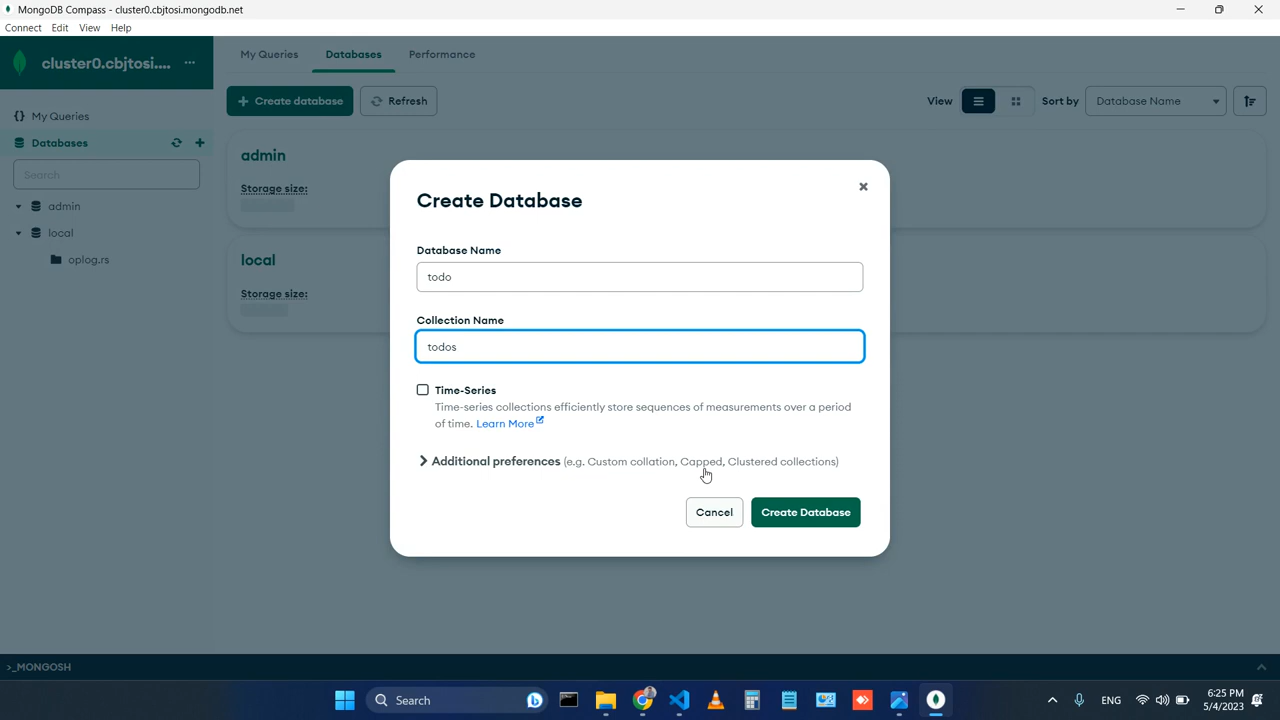 MongoDB Compass - cluster0.cbjtosi.mongodb.net
Connect Edit View Help
cluster0.cbjtosi.... ...
My Queries Databases Performance
{} My Queries
Databases
Search
admin
local
oplog.rs
+ Create database Refresh
View Sort by Database Name
admin
Storage size:
local
Storage size:
Create Database
Database Name
todo
Collection Name
todos
Time-Series
Time-series collections efficiently store sequences of measurements over a period
of time. Learn More
Additional preferences (e.g. Custom collation, Capped, Clustered collections)
Cancel Create Database
>_MONGOSH
Search
ENG
6:25 PM
5/4/2023